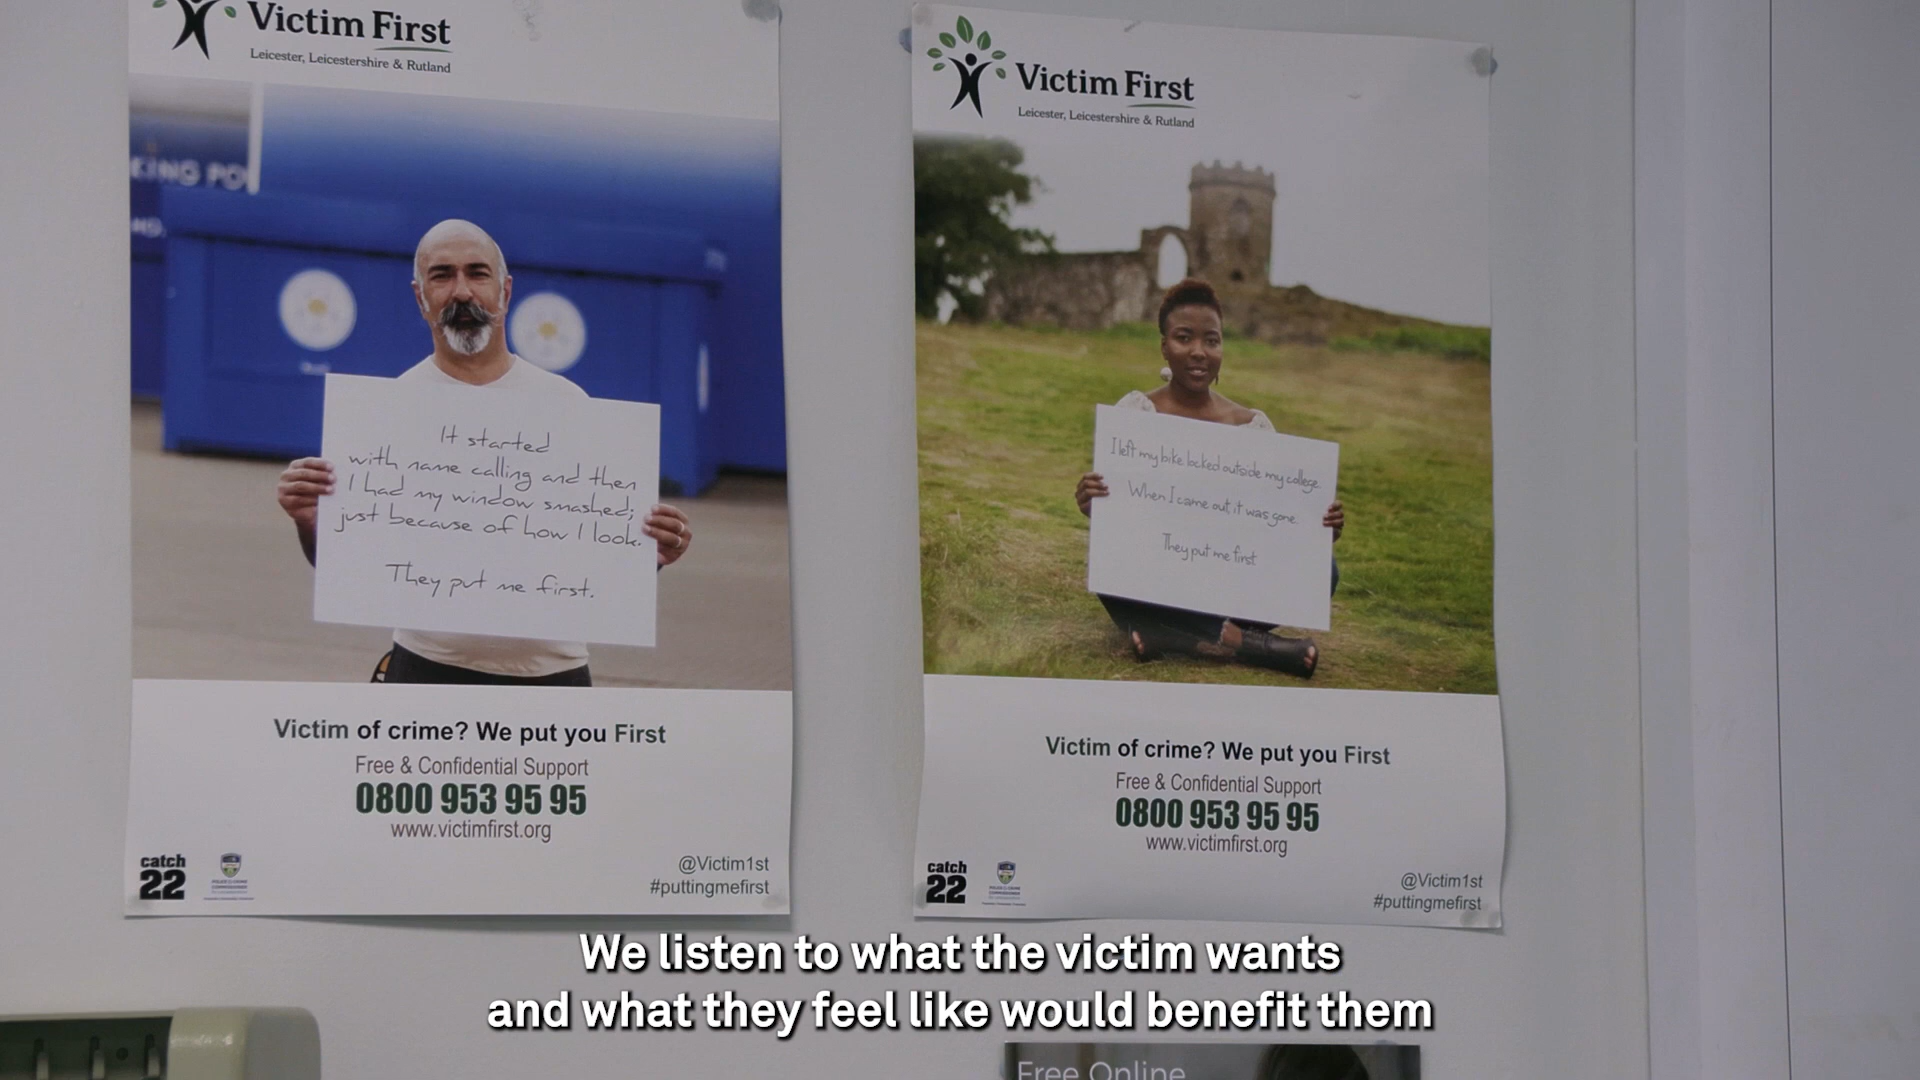 Victim First
Leicester, Leicestershire & Rutland
KING PO
It started
with name calling and then
I had my window smashed;
just because of how I look.
They put me first.
Victim of crime? We put you First
Free & Confidential Support
0800 953 95 95
www.victimfirst.org
catch
22
@Victim1st
#puttingmefirst
Victim First
Leicester, Leicestershire & Rutland
I left my bike locked outside my college.
When I came out it was gone.
They put me first
Victim of crime? We put you First
Free & Confidential Support
0800 953 95 95
www.victimfirst.org
catch
22
@Victim1st
#puttingmefirst
We listen to what the victim wants
and what they feel like would benefit them
Free Online